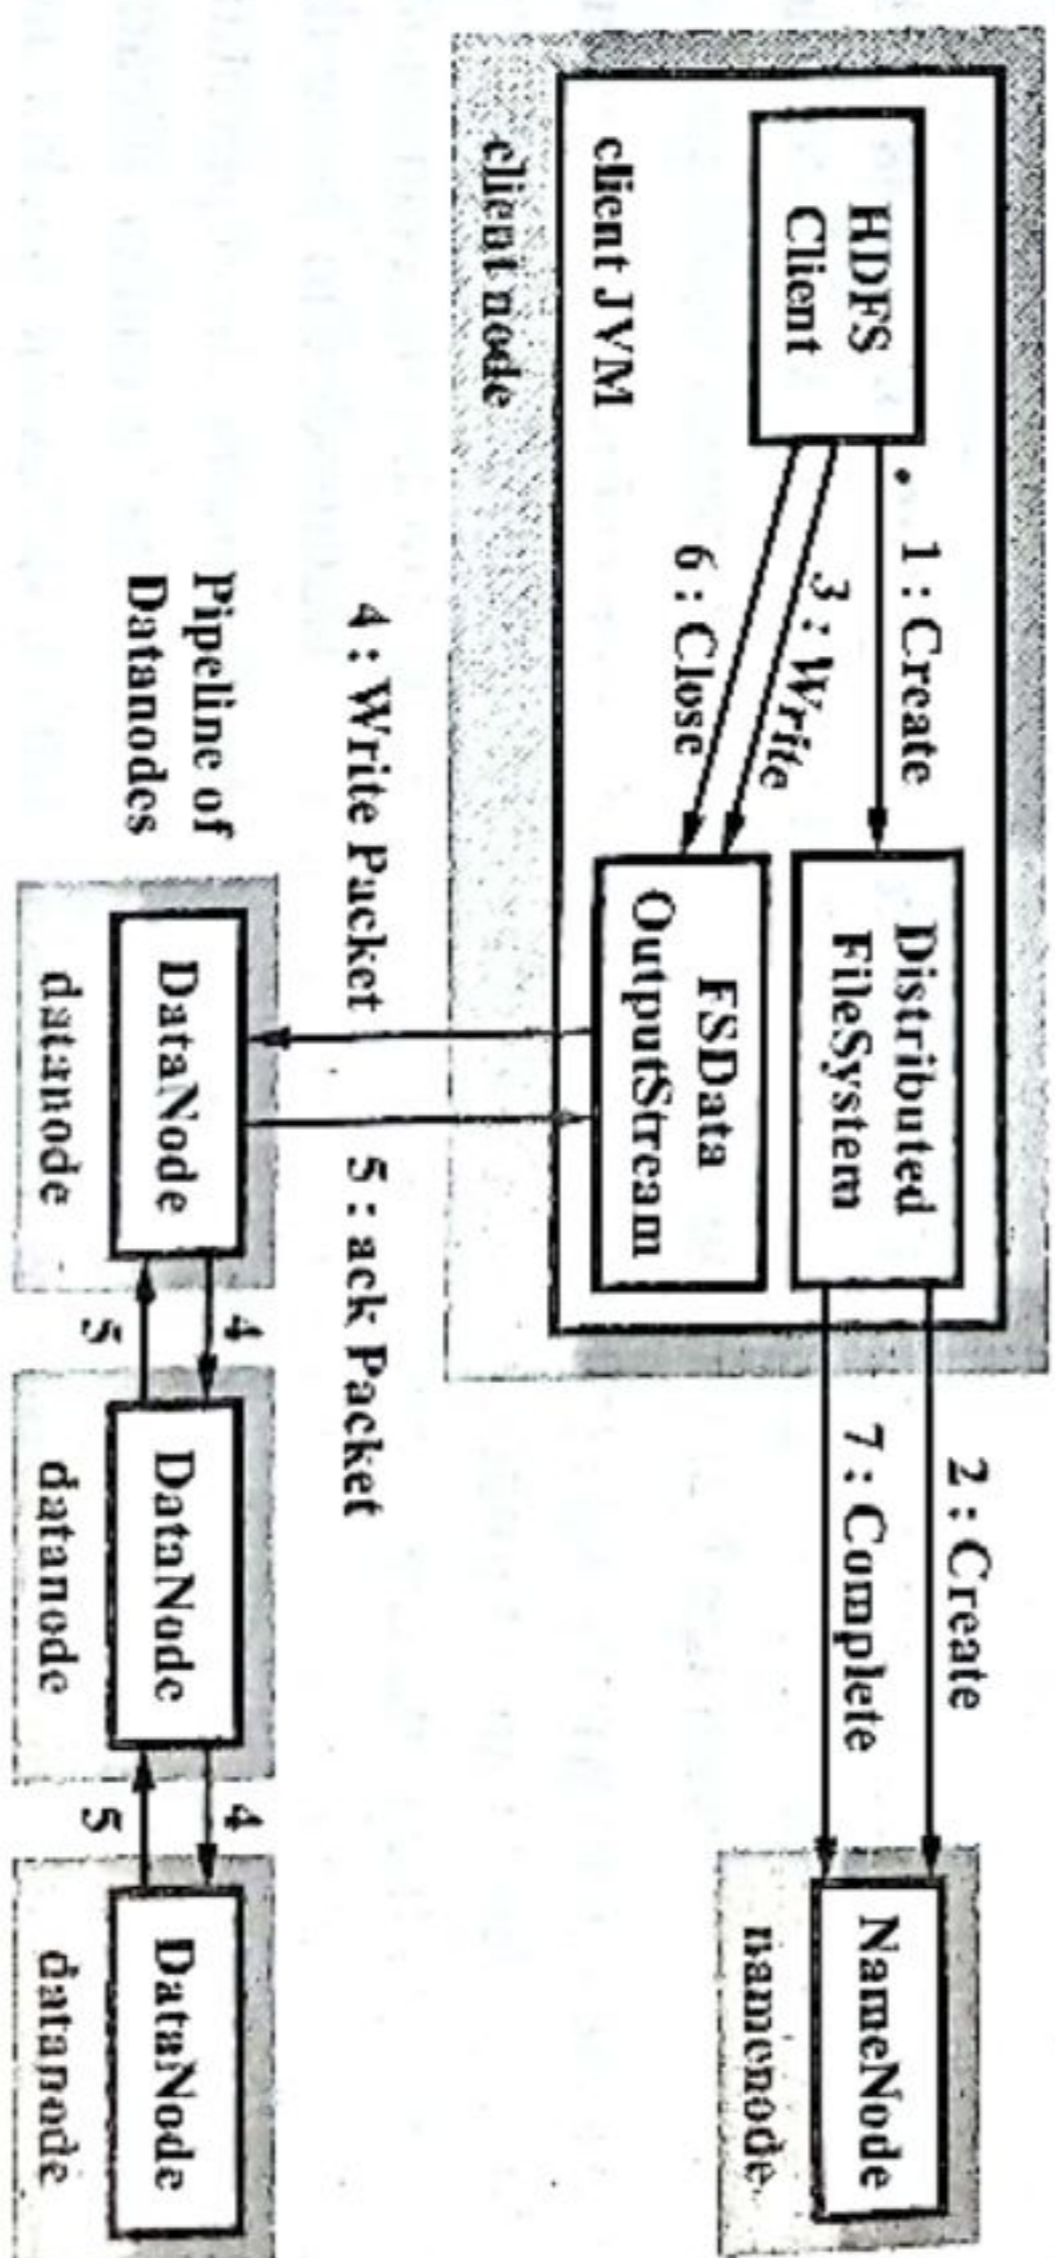 HDFS
Client
1 : Create
Distributed
FileSystem
2 : Create
7 : Complete
NameNode
namenode
3 : Write
6 : Close
FSData
OutputStream
client JVM
client node
4 : Write Packet
5 : ack Packet
Pipeline of
Datanodes
DataNode
datanode
4
5
DataNode
datanode
4
5
DataNode
datanode